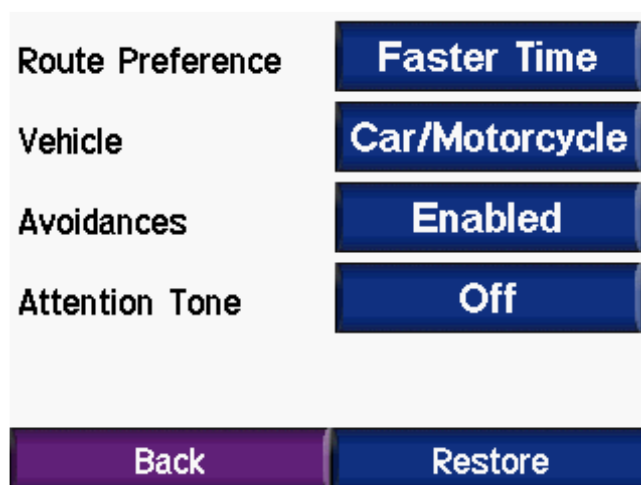 Route Preference Faster Time
Vehicle Car/Motorcycle
Avoidances Enabled
Attention Tone Off
Back Restore